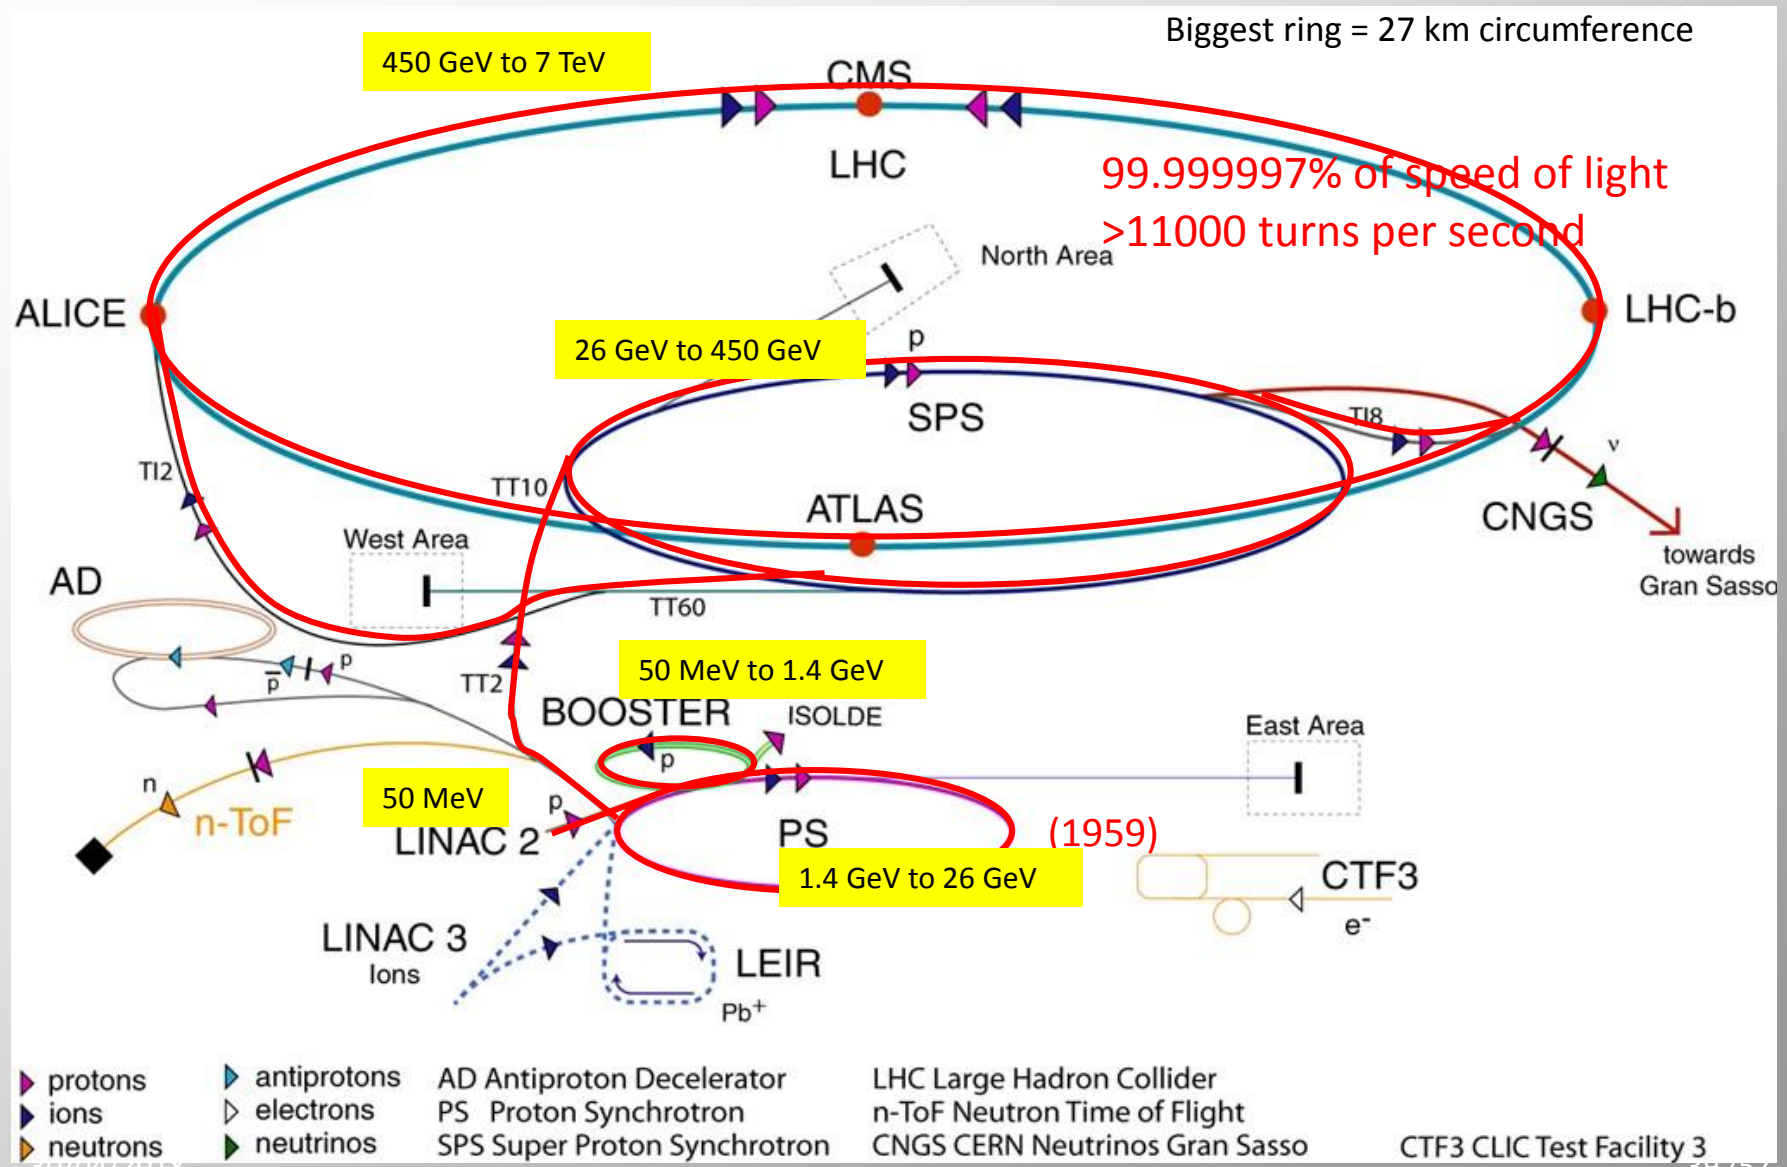 Biggest ring = 27 km circumference
450 GeV to 7 TeV
CMS
LHC
99.999997% of speed of light
>11000 turns per second
North Area
ALICE
LHC-b
26 GeV to 450 GeV
p
SPS
TI8
ν
TI2
TT10
ATLAS
CNGS
West Area
towards
Gran Sasso
AD
TT60
p
p̅
TT2
50 MeV to 1.4 GeV
BOOSTER
ISOLDE
East Area
p
n
50 MeV
p
n-ToF
LINAC 2
PS
(1959)
1.4 GeV to 26 GeV
CTF3
e-
LINAC 3
Ions
LEIR
Pb+
protons
antiprotons
AD Antiproton Decelerator
LHC Large Hadron Collider
ions
electrons
PS Proton Synchrotron
n-ToF Neutron Time of Flight
neutrons
neutrinos
SPS Super Proton Synchrotron
CNGS CERN Neutrinos Gran Sasso
CTF3 CLIC Test Facility 3